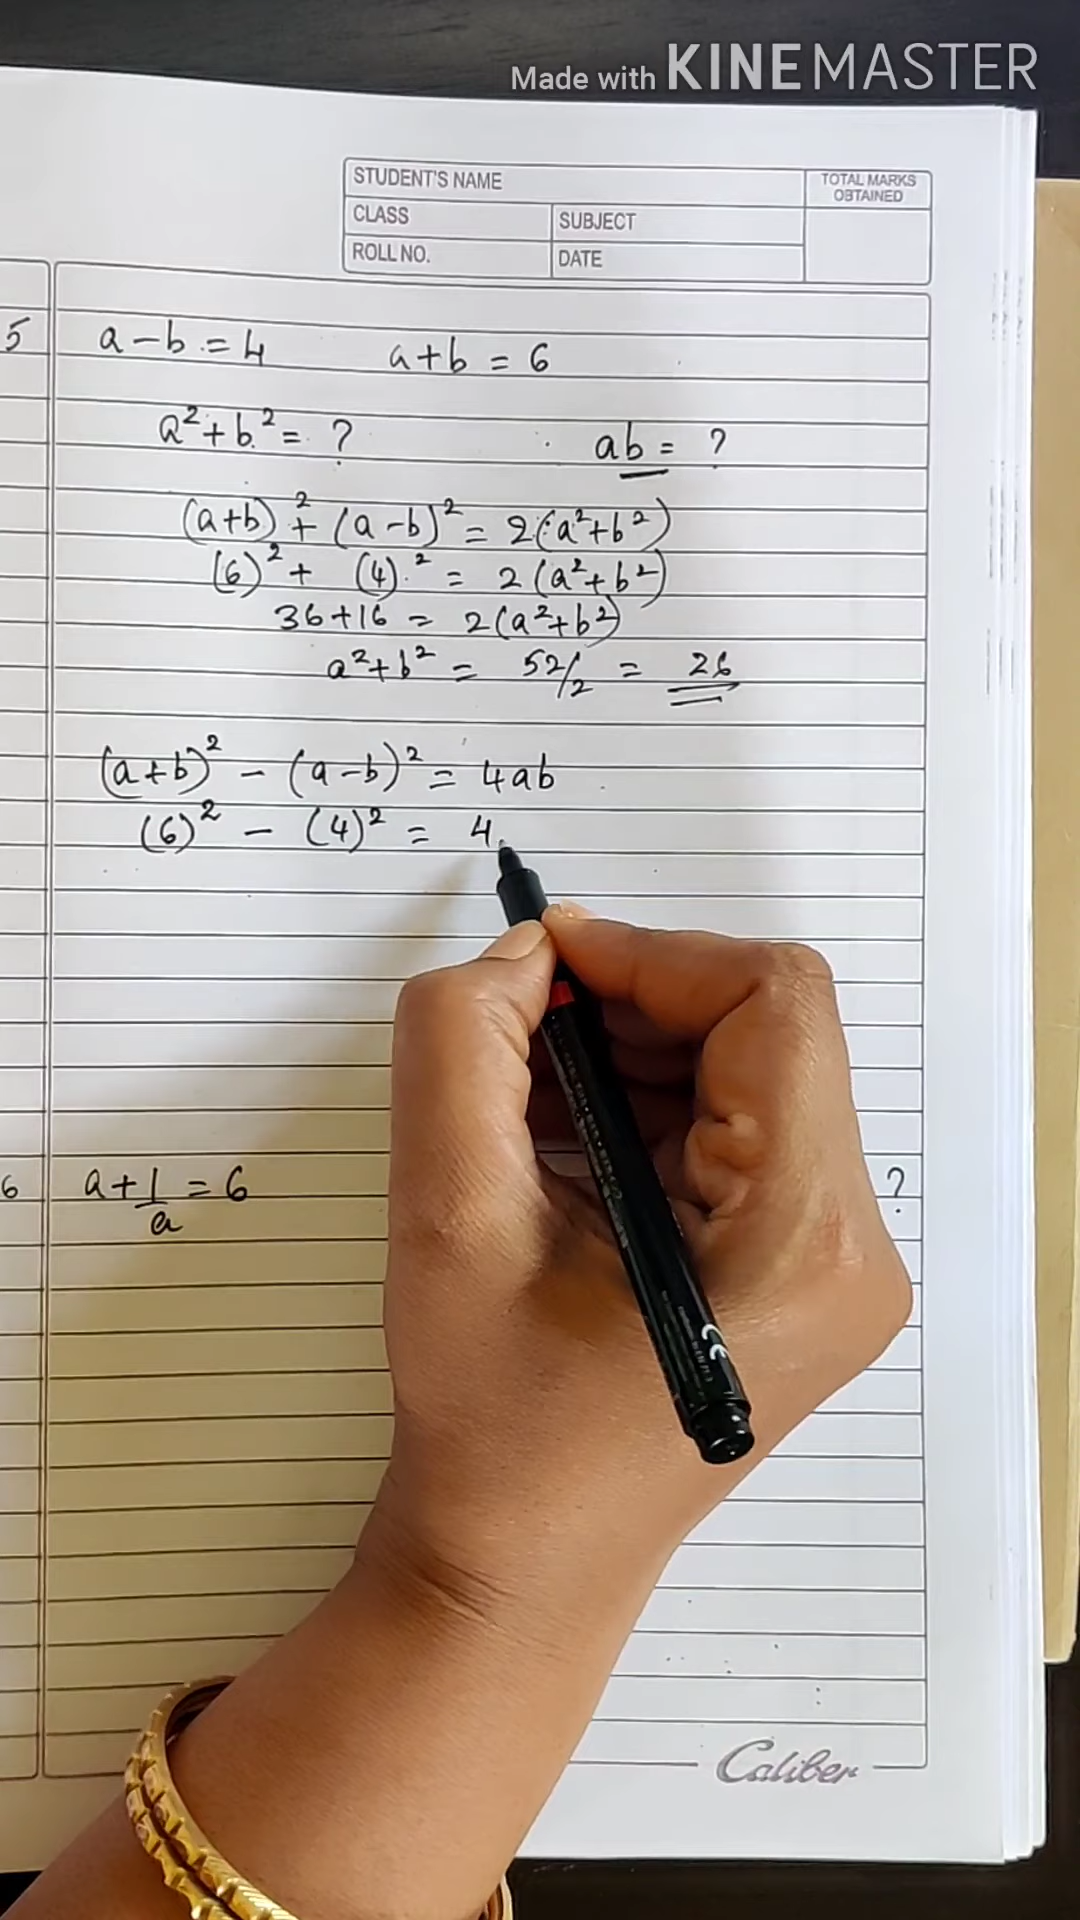 Made with KINEMASTER
STUDENT'S NAME
TOTAL MARKS OBTAINED
CLASS
SUBJECT
ROLL NO.
DATE
5 a - b = 4 a + b = 6
a² + b² = ? ab = ?
(a+b)² + (a-b)² = 2(a²+b²)
(6)² + (4)² = 2(a²+b²)
36+16 = 2(a²+b²)
a²+b² = 52/2 = 26
(a+b)² - (a-b)² = 4ab
(6)² - (4)² = 4
6 a + 1/a = 6 ?
CE
Caliber